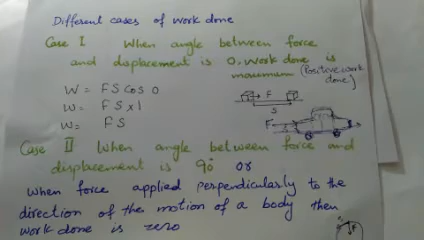 Different cases of work done
Case I When angle between force
and displacement is 0, work done is
maximum (Positive work
done)
W = FS Cos 0
W = FS x 1
W = FS
F
S
F
S
Case II When angle between force and
displacement is 90° or
when force applied perpendicularly to the
direction of the motion of a body then
work done is zero
F